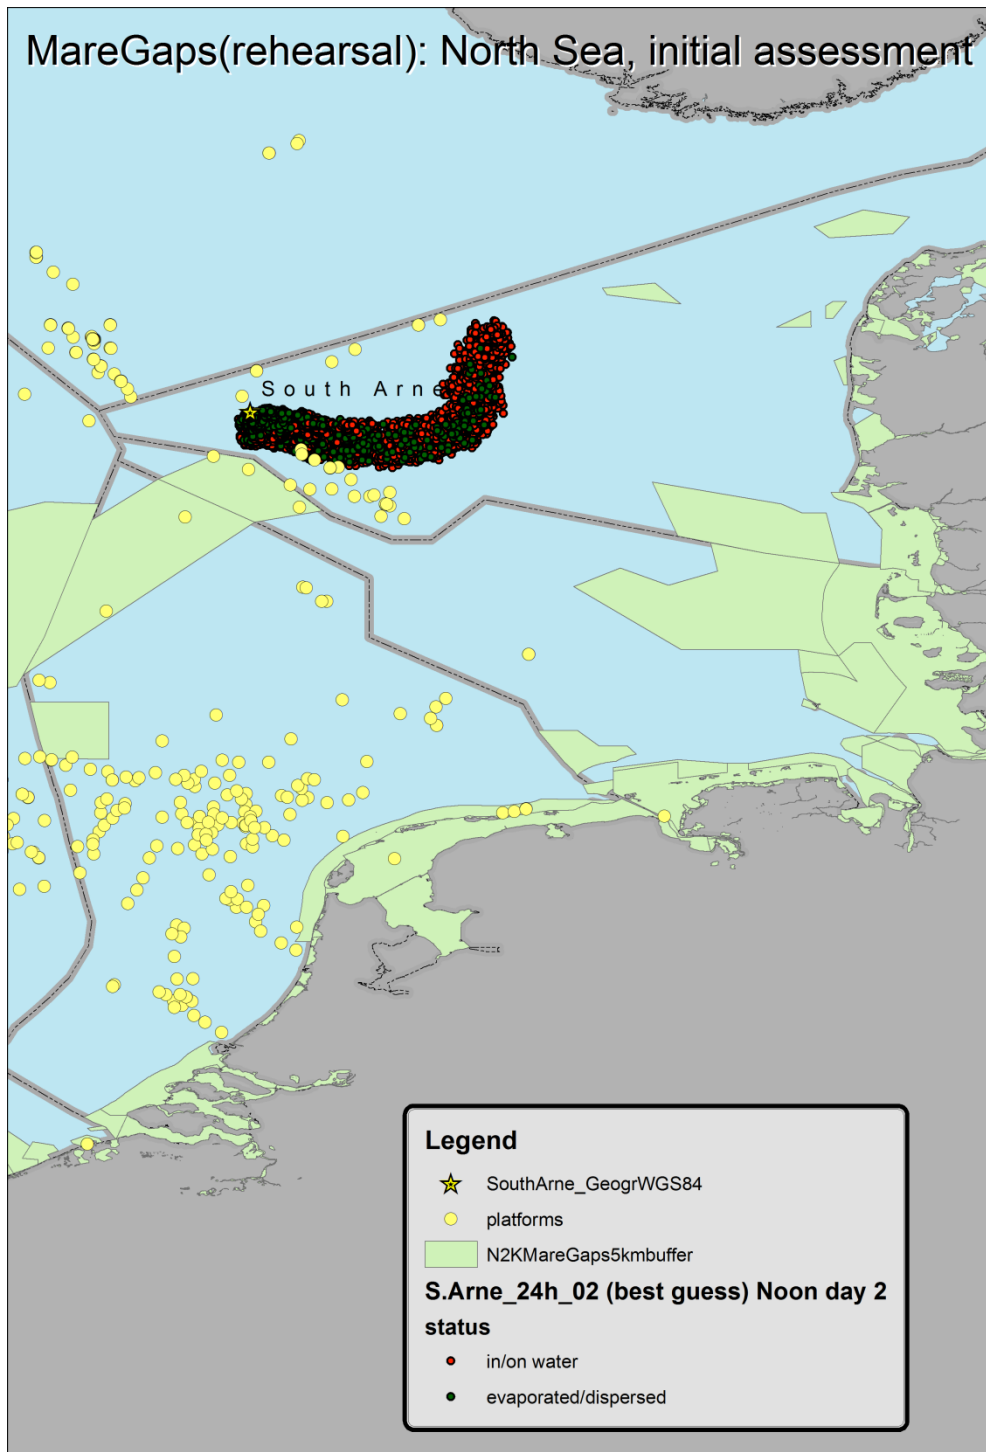 MareGaps(rehearsal): North Sea, initial assessment
South Arne
Legend
SouthArne_GeogrWGS84
platforms
N2KMareGaps5kmbuffer
S.Arne_24h_02 (best guess) Noon day 2
status
in/on water
evaporated/dispersed